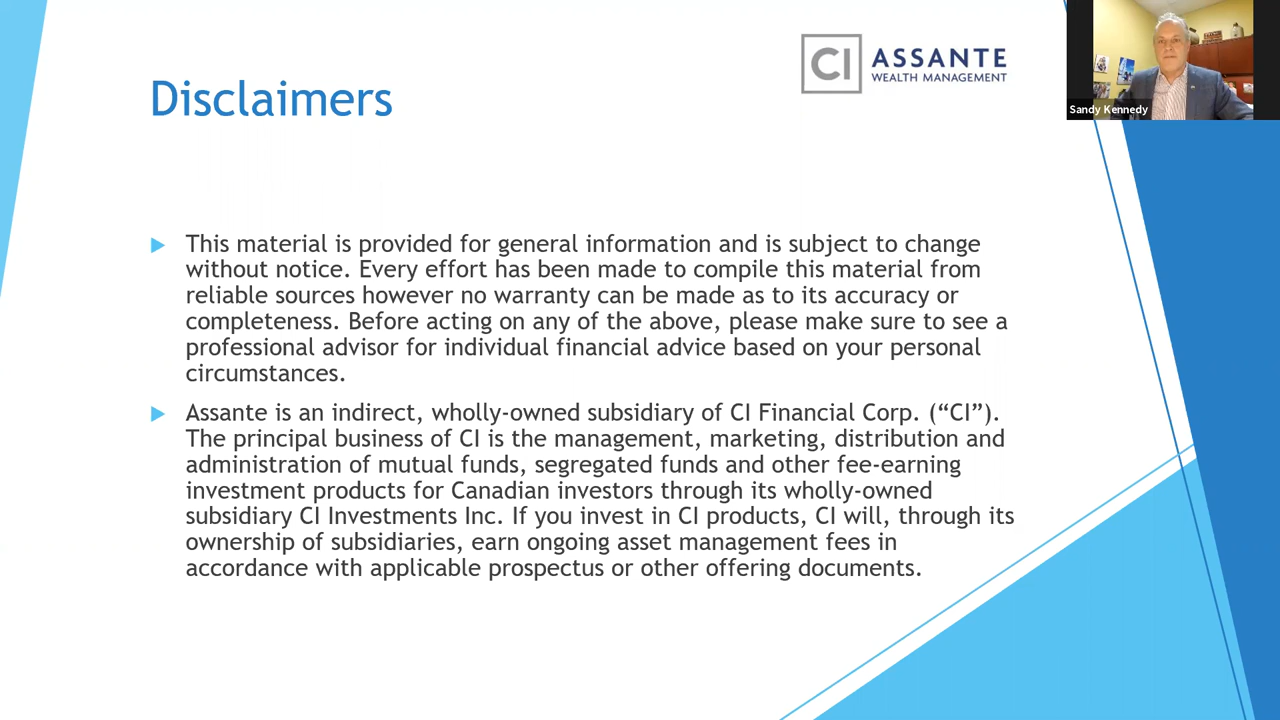 Disclaimers
CI ASSANTE
WEALTH MANAGEMENT
Sandy Kennedy
This material is provided for general information and is subject to change
without notice. Every effort has been made to compile this material from
reliable sources however no warranty can be made as to its accuracy or
completeness. Before acting on any of the above, please make sure to see a
professional advisor for individual financial advice based on your personal
circumstances.
Assante is an indirect, wholly-owned subsidiary of CI Financial Corp. (“CI”).
The principal business of CI is the management, marketing, distribution and
administration of mutual funds, segregated funds and other fee-earning
investment products for Canadian investors through its wholly-owned
subsidiary CI Investments Inc. If you invest in CI products, CI will, through its
ownership of subsidiaries, earn ongoing asset management fees in
accordance with applicable prospectus or other offering documents.